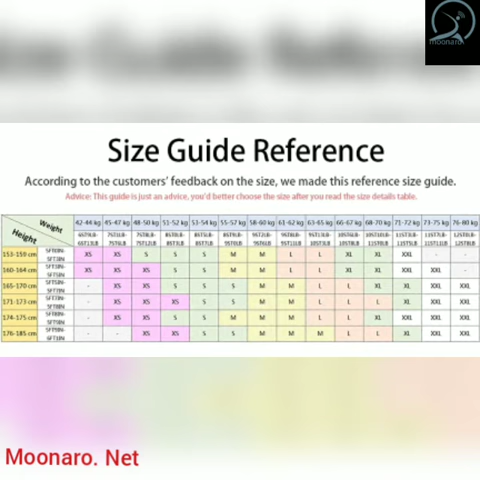 moonaro.
Size Guide Reference
According to the customers' feedback on the size, we made this reference size guide.
Advice: This guide is just an advice, you'd better choose the size after you read the size details table.
Weight 42-44 kg 45-47 kg 48-50 kg 51-52 kg 53-54 kg 55-57 kg 58-60 kg 61-62 kg 63-65 kg 66-67 kg 68-70 kg 71-72 kg 73-75 kg 76-80 kg
Height
153-159 cm XS XS S S S M M L L XL XL XXL - -
160-164 cm XS XS XS S S M M L L XL XL XXL XXL
165-170 cm - XS XS S S S M M L L XL XL XXL XXL
171-173 cm - XS XS XS S S M M L L L XL XXL XXL
174-175 cm - XS XS S S M M M L L XL XL XXL XXL
176-185 cm - - XS XS S S M M M L L XL XXL XXL
Moonaro. Net